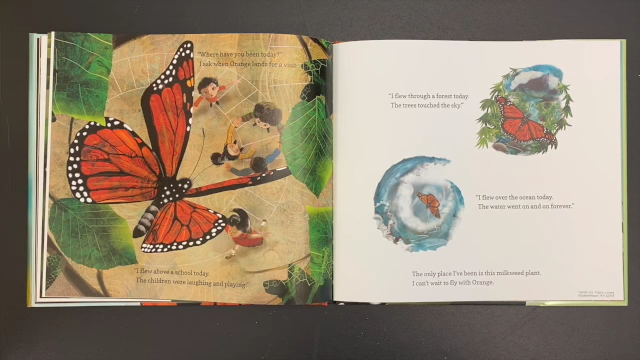 "Where have you been today?"
I ask when Orange lands for a visit.
"I flew above a school today.
The children were laughing and playing."
"I flew through a forest today.
The trees touched the sky."
"I flew over the ocean today.
The water went on and on forever."
The only place I've been is this milkweed plant.
I can't wait to fly with Orange.